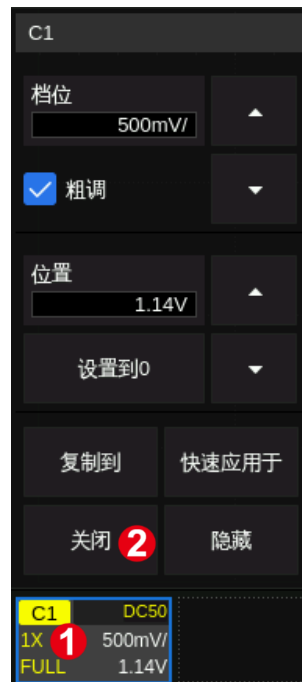 C1
档位
500mV/
粗调
位置
1.14V
设置到0
复制到 快速应用于
关闭 2 隐藏
C1 DC50
1X 1 500mV/
FULL 1.14V